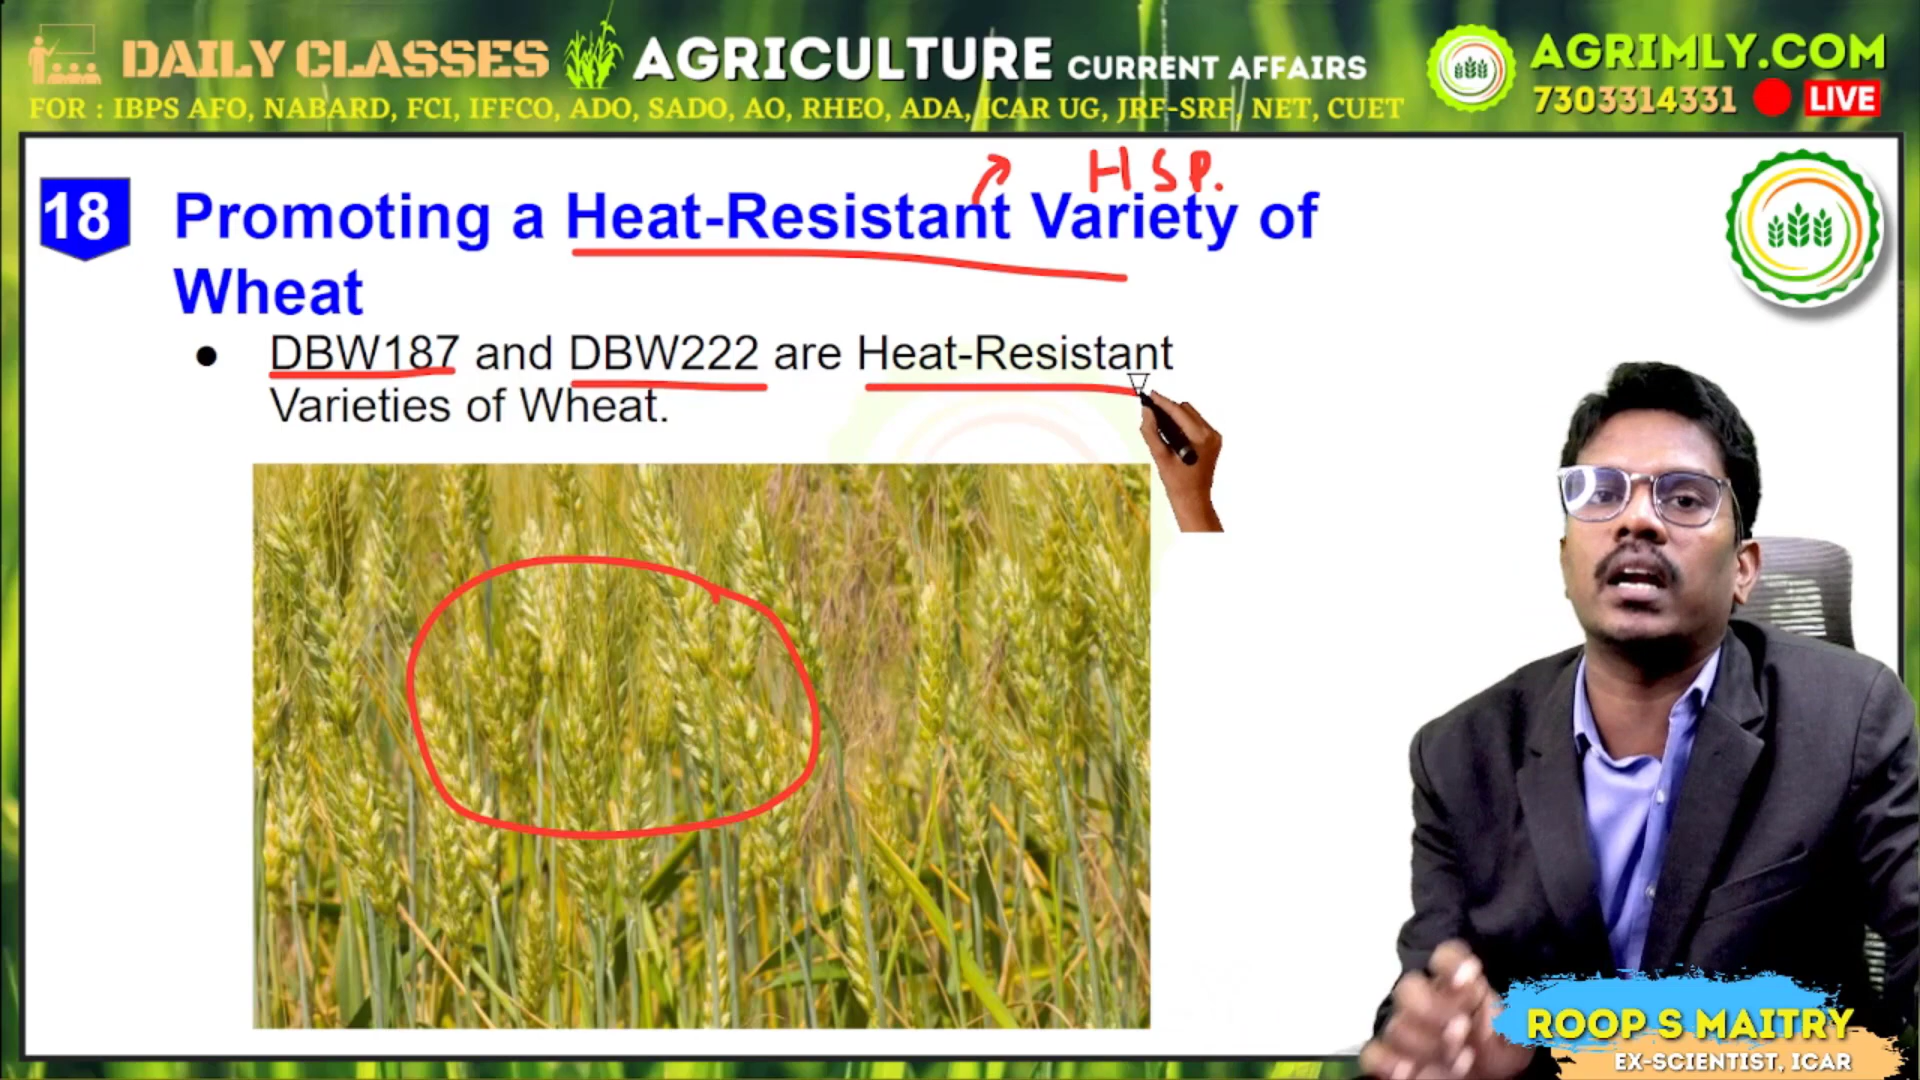 DAILY CLASSES AGRICULTURE CURRENT AFFAIRS
FOR : IBPS AFO, NABARD, FCI, IFFCO, ADO, SADO, AO, RHEO, ADA, ICAR UG, JRF-SRF, NET, CUET
AGRIMLY.COM
7303314331 LIVE
HSP.
18 Promoting a Heat-Resistant Variety of
Wheat
● DBW187 and DBW222 are Heat-Resistant
Varieties of Wheat.
ROOP S MAITRY
EX-SCIENTIST, ICAR